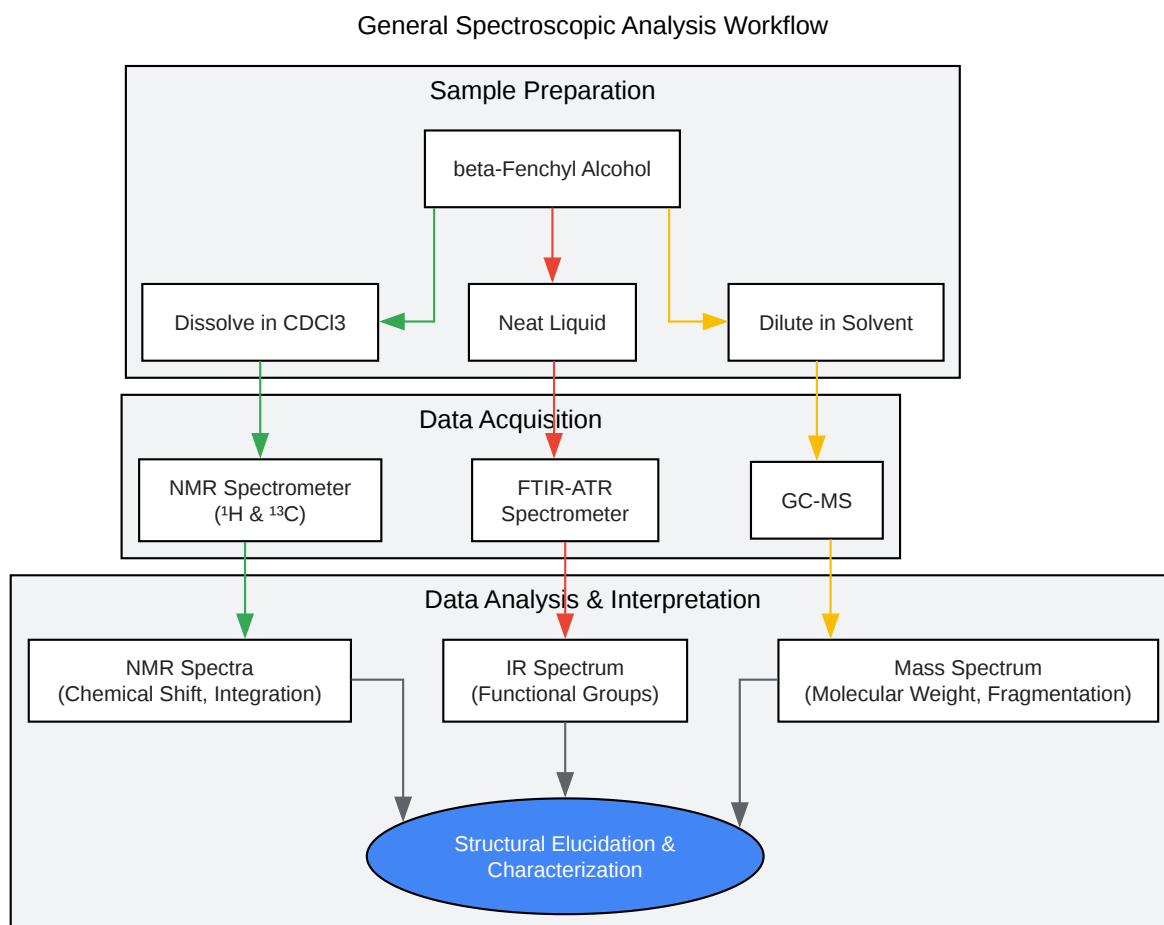 General Spectroscopic Analysis Workflow
Sample Preparation
beta-Fenchyl Alcohol
Dissolve in CDCl3
Neat Liquid
Dilute in Solvent
Data Acquisition
NMR Spectrometer
(¹H & ¹³C)
FTIR-ATR
Spectrometer
GC-MS
Data Analysis & Interpretation
NMR Spectra
(Chemical Shift, Integration)
IR Spectrum
(Functional Groups)
Mass Spectrum
(Molecular Weight, Fragmentation)
Structural Elucidation &
Characterization